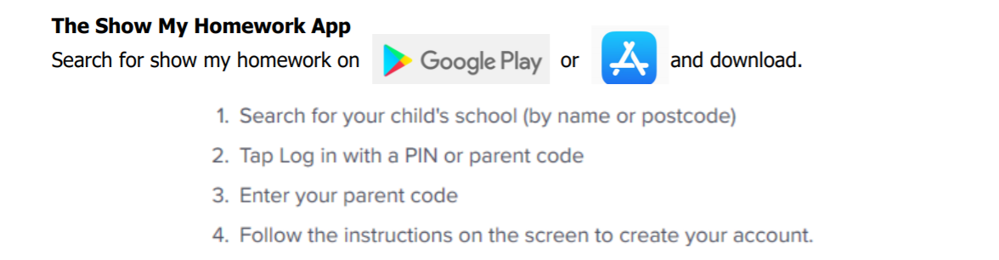 The Show My Homework App
Search for show my homework on Google Play or and download.
1. Search for your child's school (by name or postcode)
2. Tap Log in with a PIN or parent code
3. Enter your parent code
4. Follow the instructions on the screen to create your account.